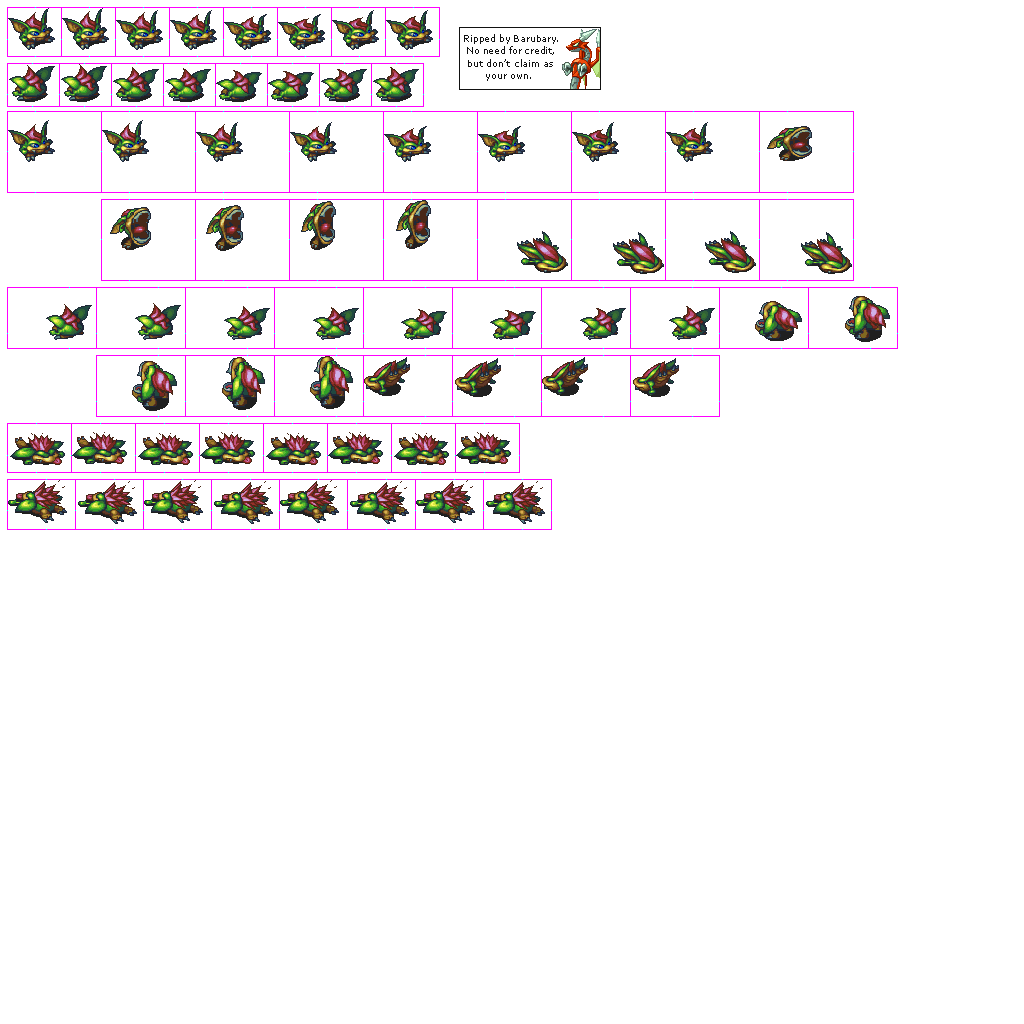 Ripped by Barubary.
No need for credit,
but don't claim as
your own.